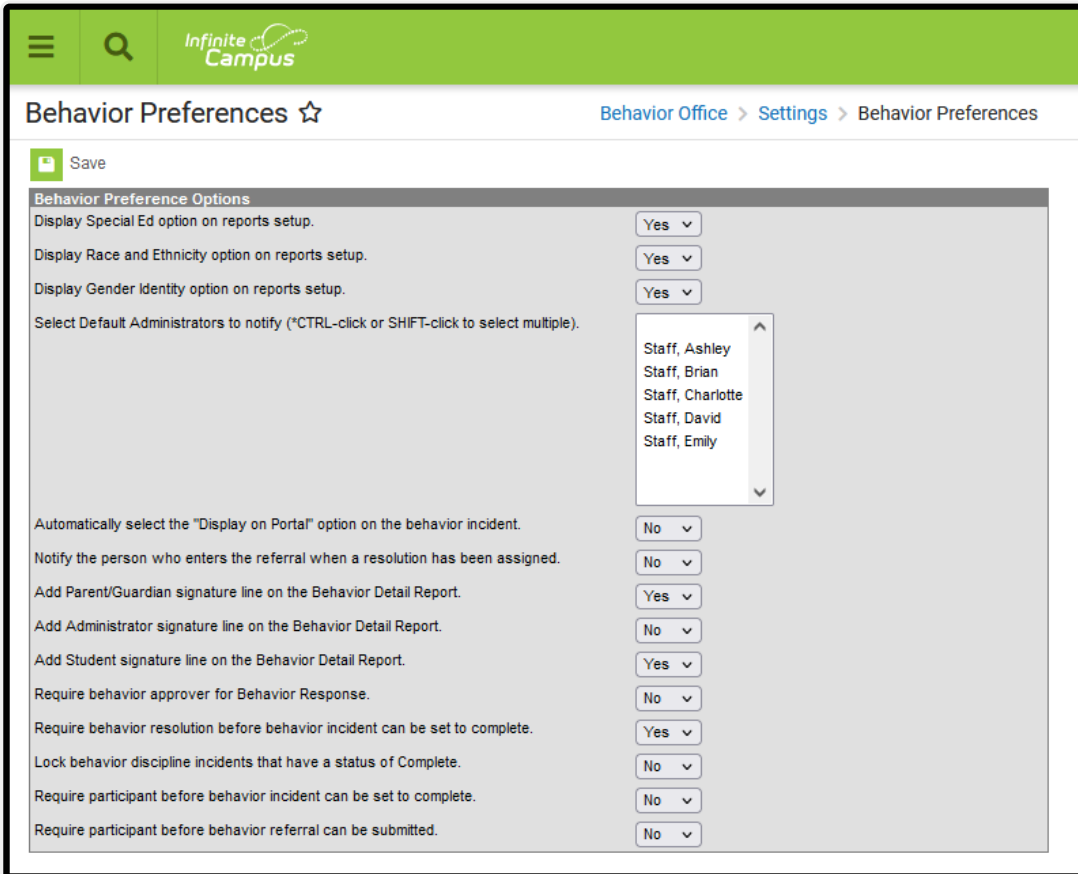 Infinite
Campus
Behavior Preferences
Behavior Office > Settings > Behavior Preferences
Save
Behavior Preference Options
Display Special Ed option on reports setup. Yes
Display Race and Ethnicity option on reports setup. Yes
Display Gender Identity option on reports setup. Yes
Select Default Administrators to notify (*CTRL-click or SHIFT-click to select multiple).
Staff, Ashley
Staff, Brian
Staff, Charlotte
Staff, David
Staff, Emily
Automatically select the "Display on Portal" option on the behavior incident. No
Notify the person who enters the referral when a resolution has been assigned. No
Add Parent/Guardian signature line on the Behavior Detail Report. Yes
Add Administrator signature line on the Behavior Detail Report. No
Add Student signature line on the Behavior Detail Report. Yes
Require behavior approver for Behavior Response. No
Require behavior resolution before behavior incident can be set to complete. Yes
Lock behavior discipline incidents that have a status of Complete. No
Require participant before behavior incident can be set to complete. No
Require participant before behavior referral can be submitted. No